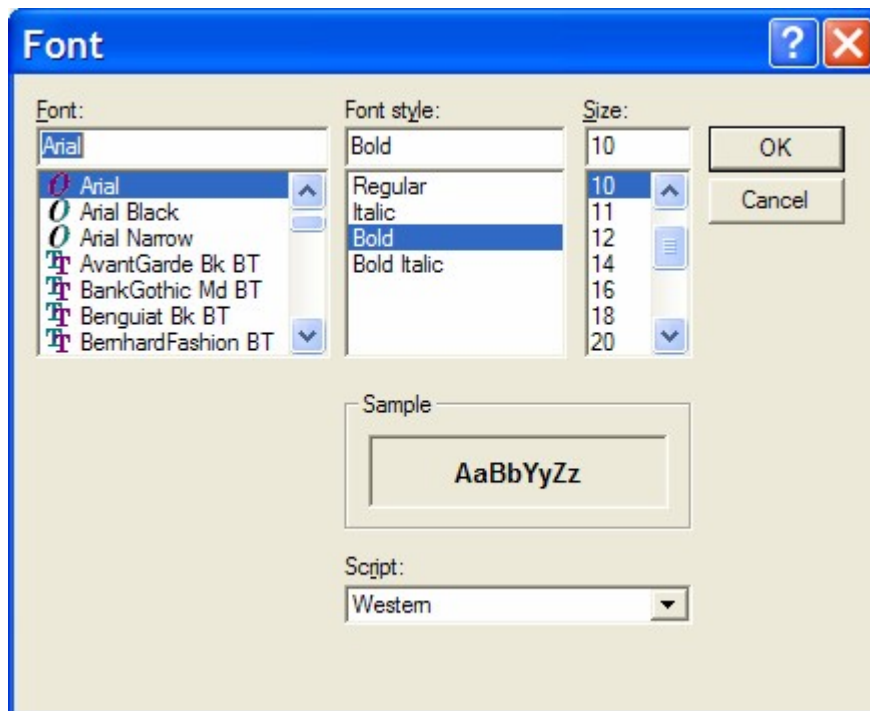 Font
Font:
Arial
Arial
Arial Black
Arial Narrow
AvantGarde Bk BT
BankGothic Md BT
Benguiat Bk BT
BernhardFashion BT
Font style:
Bold
Regular
Italic
Bold
Bold Italic
Size:
10
10
11
12
14
16
18
20
OK
Cancel
Sample
AaBbYyZz
Script:
Western